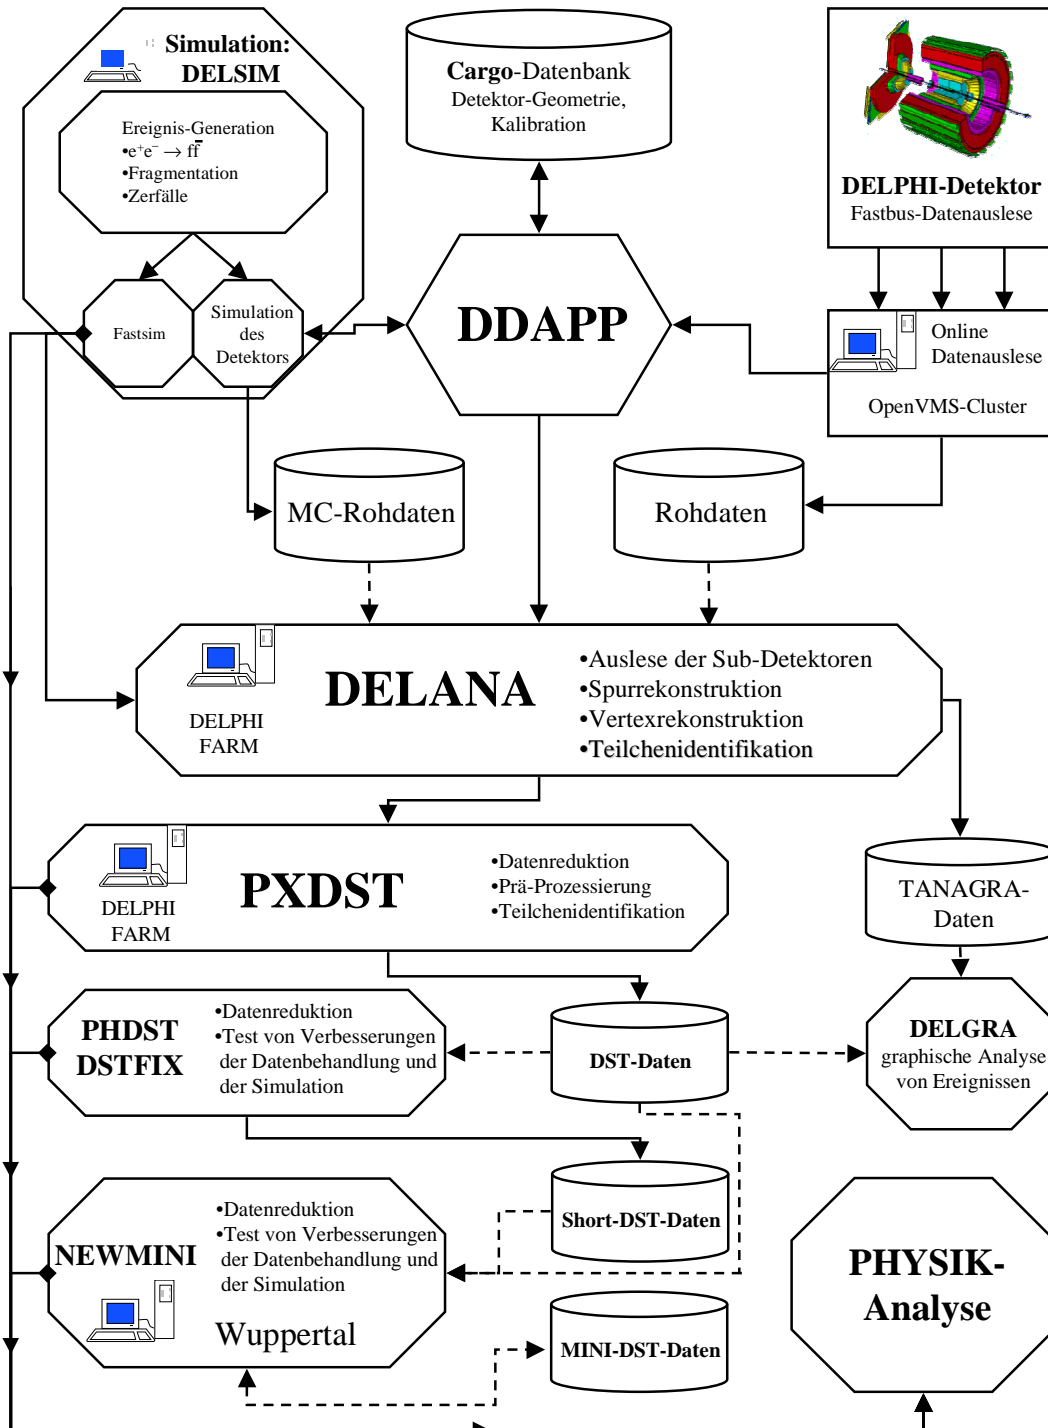 Simulation:
DELSIM
Ereignis-Generation
•e⁺e⁻ → ff̄
•Fragmentation
•Zerfälle
Fastsim
Simulation
des
Detektors
Cargo-Datenbank
Detektor-Geometrie,
Kalibration
DELPHI-Detektor
Fastbus-Datenauslese
DDAPP
Online
Datenauslese
OpenVMS-Cluster
MC-Rohdaten
Rohdaten
DELPHI
FARM
DELANA
•Auslese der Sub-Detektoren
•Spurrekonstruktion
•Vertexrekonstruktion
•Teilchenidentifikation
DELPHI
FARM
PXDST
•Datenreduktion
•Prä-Prozessierung
•Teilchenidentifikation
TANAGRA-
Daten
PHDST
DSTFIX
•Datenreduktion
•Test von Verbesserungen
der Datenbehandlung und
der Simulation
DST-Daten
DELGRA
graphische Analyse
von Ereignissen
NEWMINI
•Datenreduktion
•Test von Verbesserungen
der Datenbehandlung und
der Simulation
Wuppertal
Short-DST-Daten
MINI-DST-Daten
PHYSIK-
Analyse